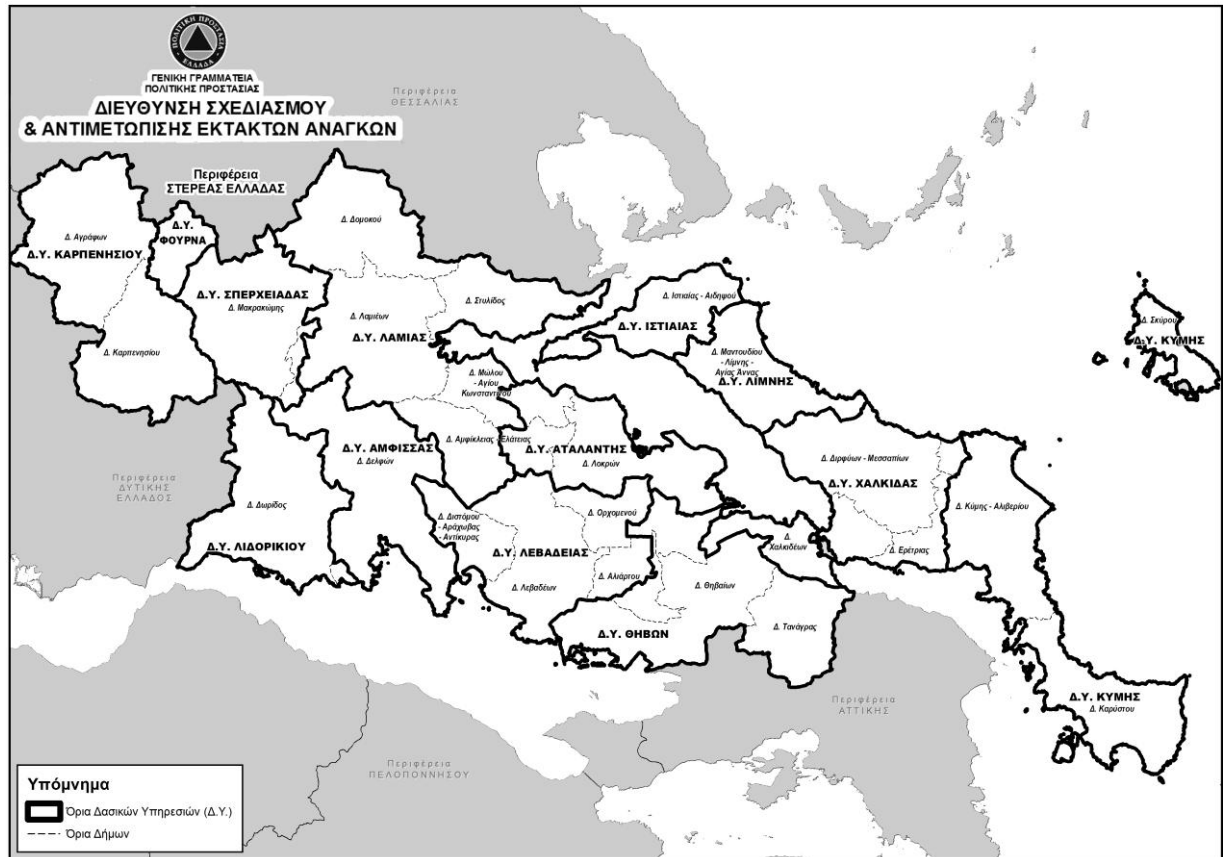 ΠΟΛΙΤΙΚΗ ΠΡΟΣΤΑΣΙΑ
ΕΛΛΑΔΑ
ΓΕΝΙΚΗ ΓΡΑΜΜΑΤΕΙΑ
ΠΟΛΙΤΙΚΗΣ ΠΡΟΣΤΑΣΙΑΣ
ΔΙΕΥΘΥΝΣΗ ΣΧΕΔΙΑΣΜΟΥ
& ΑΝΤΙΜΕΤΩΠΙΣΗΣ ΕΚΤΑΚΤΩΝ ΑΝΑΓΚΩΝ
Περιφέρεια
ΘΕΣΣΑΛΙΑΣ
Περιφέρεια
ΣΤΕΡΕΑΣ ΕΛΛΑΔΑΣ
Δ. Αγράφων
Δ.Υ. ΚΑΡΠΕΝΗΣΙΟΥ
Δ.Υ.
ΦΟΥΡΝΑ
Δ. Δομοκού
Δ.Υ. ΣΠΕΡΧΕΙΑΔΑΣ
Δ. Μακρακώμης
Δ. Καρπενησίου
Δ. Λαμιέων
Δ.Υ. ΛΑΜΙΑΣ
Δ. Στυλίδος
Δ. Ιστιαίας - Αιδηψού
Δ.Υ. ΙΣΤΙΑΙΑΣ
Δ. Μαντουδίου
- Λίμνης -
Αγίας Άννας
Δ.Υ. ΛΙΜΝΗΣ
Δ. Σκύρου
Δ.Υ. ΚΥΜΗΣ
Δ. Μώλου
- Αγίου
Κωνσταντίνου
Δ.Υ. ΑΜΦΙΣΣΑΣ
Δ. Δελφών
Δ. Αμφίκλειας - Ελάτειας
Δ.Υ. ΑΤΑΛΑΝΤΗΣ
Δ. Λοκρών
Δ. Διρφύων - Μεσσαπίων
Δ.Υ. ΧΑΛΚΙΔΑΣ
Δ. Κύμης - Αλιβερίου
Περιφέρεια
ΔΥΤΙΚΗΣ
ΕΛΛΑΔΟΣ
Δ. Δωρίδος
Δ.Υ. ΛΙΔΟΡΙΚΙΟΥ
Δ. Διστόμου
- Αράχωβας
- Αντίκυρας
Δ. Ορχομενού
Δ.Υ. ΛΕΒΑΔΕΙΑΣ
Δ. Λεβαδέων
Δ. Αλιάρτου
Δ.
Χαλκιδέων
Δ. Ερέτριας
Δ. Θηβαίων
Δ.Υ. ΘΗΒΩΝ
Δ. Τανάγρας
Δ.Υ. ΚΥΜΗΣ
Δ. Καρύστου
Περιφέρεια
ΑΤΤΙΚΗΣ
Περιφέρεια
ΠΕΛΟΠΟΝΝΗΣΟΥ
Υπόμνημα
Όρια Δασικών Υπηρεσιών (Δ.Υ.)
Όρια Δήμων